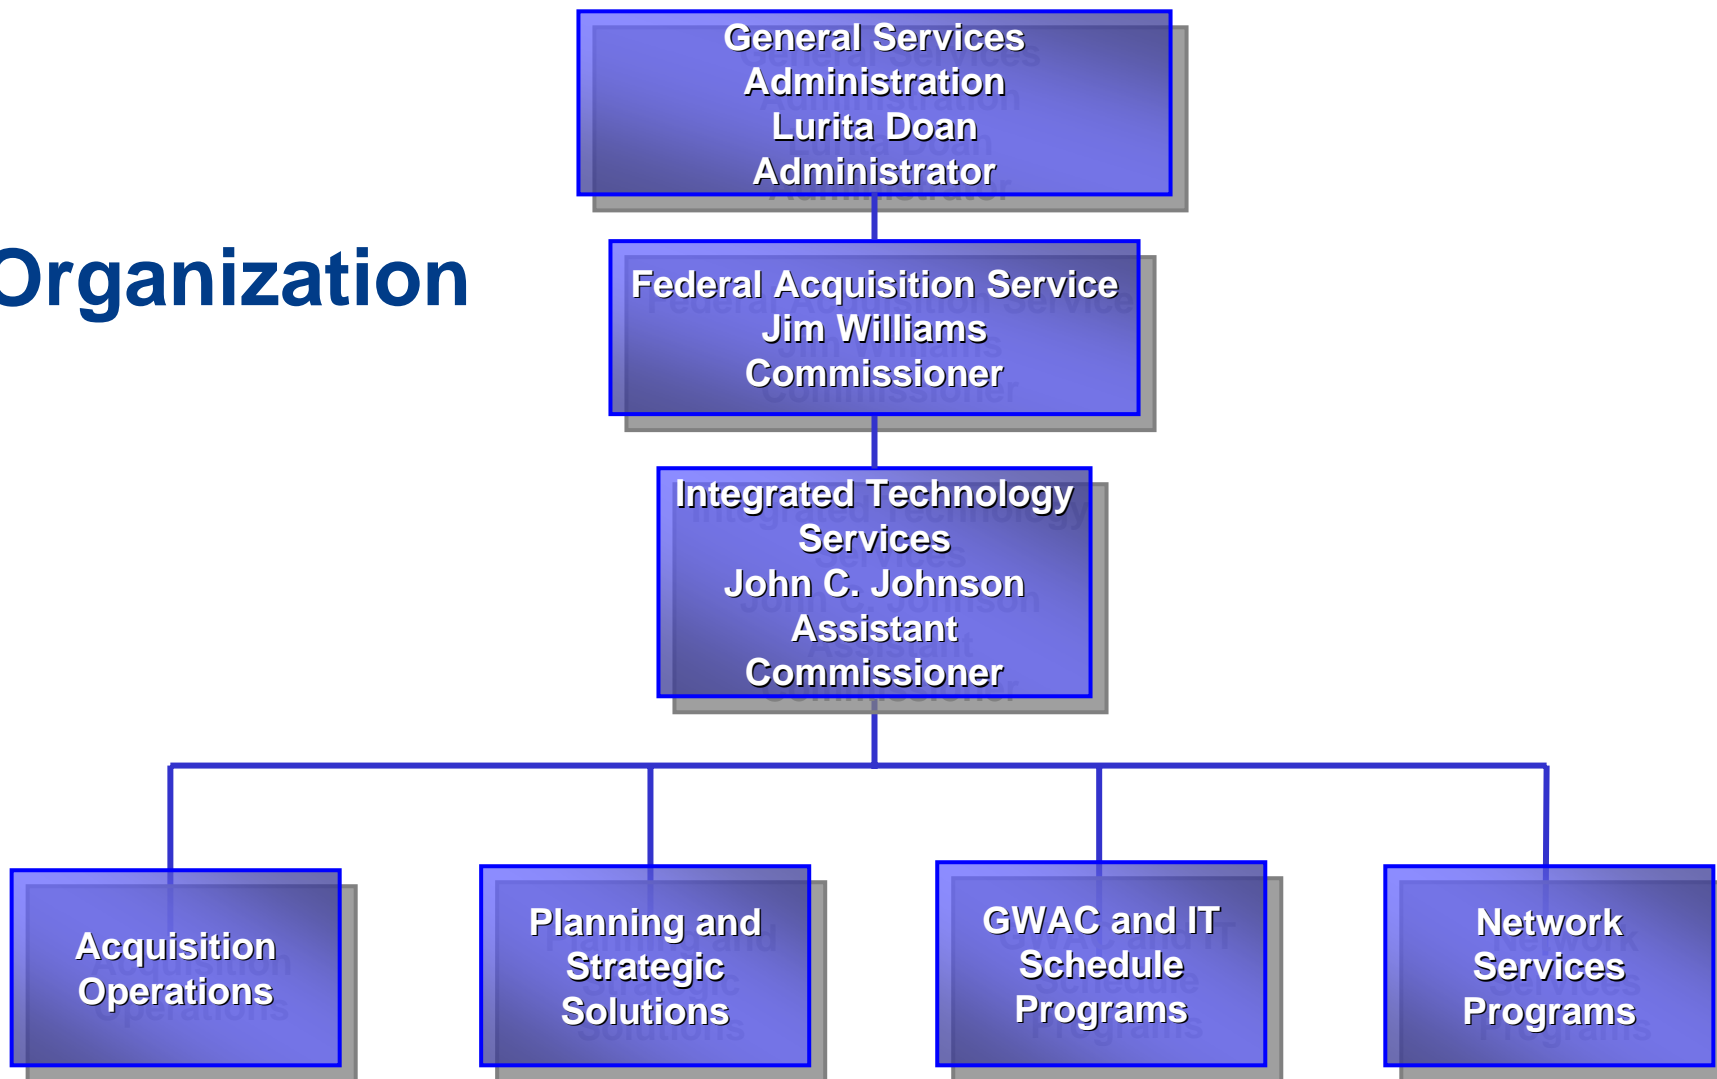 General Services
Administration
Lurita Doan
Administrator
Organization
Federal Acquisition Service
Jim Williams
Commissioner
Integrated Technology
Services
John C. Johnson
Assistant
Commissioner
Acquisition
Operations
Planning and
Strategic
Solutions
GWAC and IT
Schedule
Programs
Network
Services
Programs